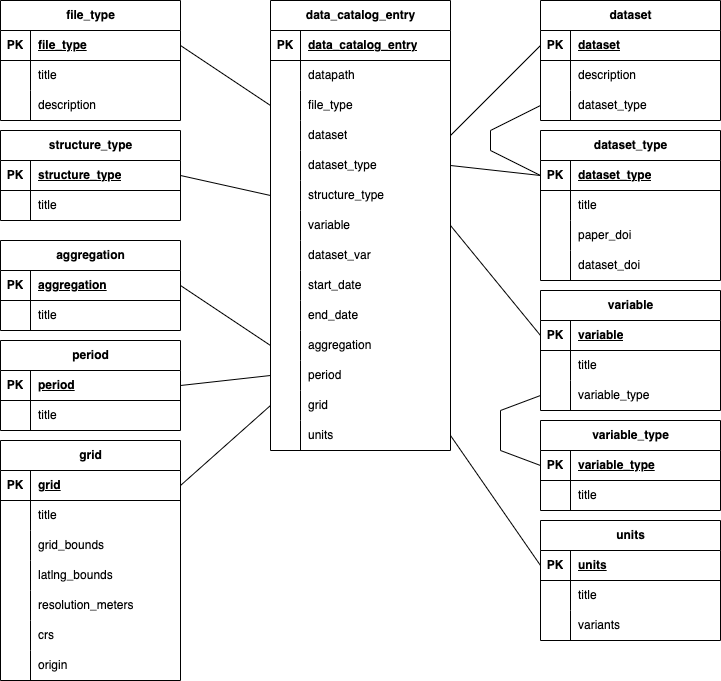 file_type
PK file_type
title
description
structure_type
PK structure_type
title
aggregation
PK aggregation
title
period
PK period
title
grid
PK grid
title
grid_bounds
latlng_bounds
resolution_meters
crs
origin
data_catalog_entry
PK data_catalog_entry
datapath
file_type
dataset
dataset_type
structure_type
variable
dataset_var
start_date
end_date
aggregation
period
grid
units
dataset
PK dataset
description
dataset_type
dataset_type
PK dataset_type
title
paper_doi
dataset_doi
variable
PK variable
title
variable_type
variable_type
PK variable_type
title
units
PK units
title
variants